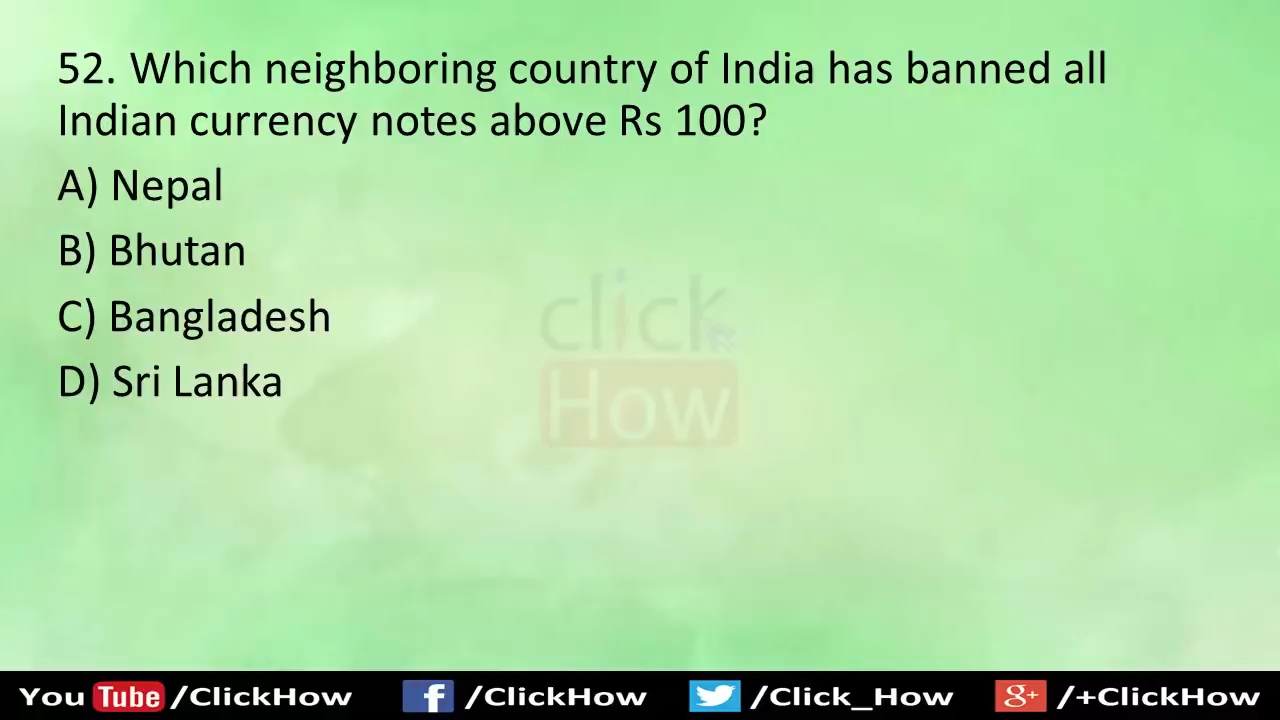 52. Which neighboring country of India has banned all
Indian currency notes above Rs 100?
A) Nepal
B) Bhutan
C) Bangladesh
D) Sri Lanka
click
How
You Tube /ClickHow f /ClickHow /Click_How g+ /+ClickHow